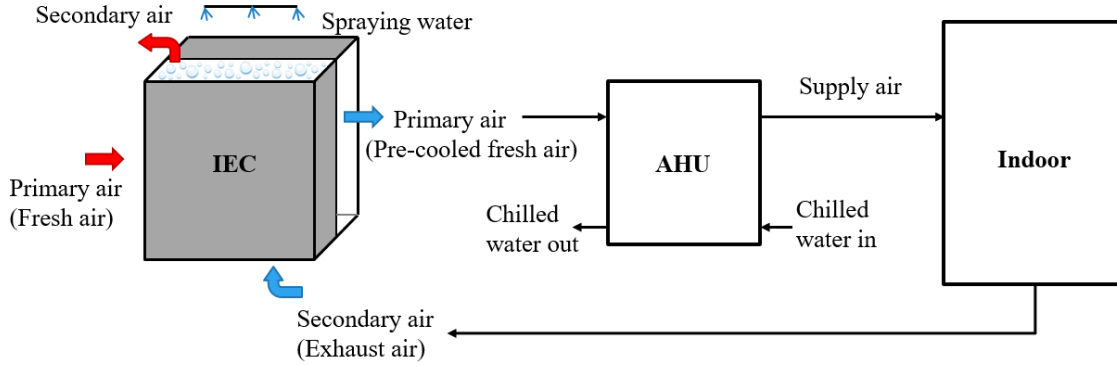 Secondary air
Spraying water
Primary air
(Fresh air)
IEC
Primary air
(Pre-cooled fresh air)
AHU
Supply air
Indoor
Chilled
water out
Chilled
water in
Secondary air
(Exhaust air)